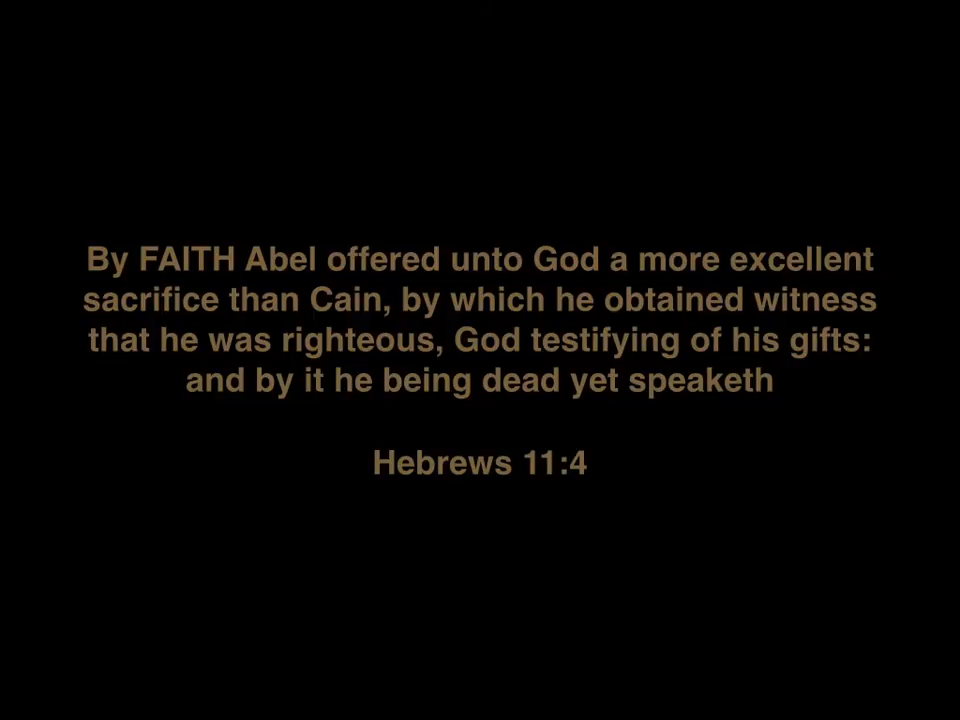 By FAITH Abel offered unto God a more excellent
sacrifice than Cain, by which he obtained witness
that he was righteous, God testifying of his gifts:
and by it he being dead yet speaketh
Hebrews 11:4